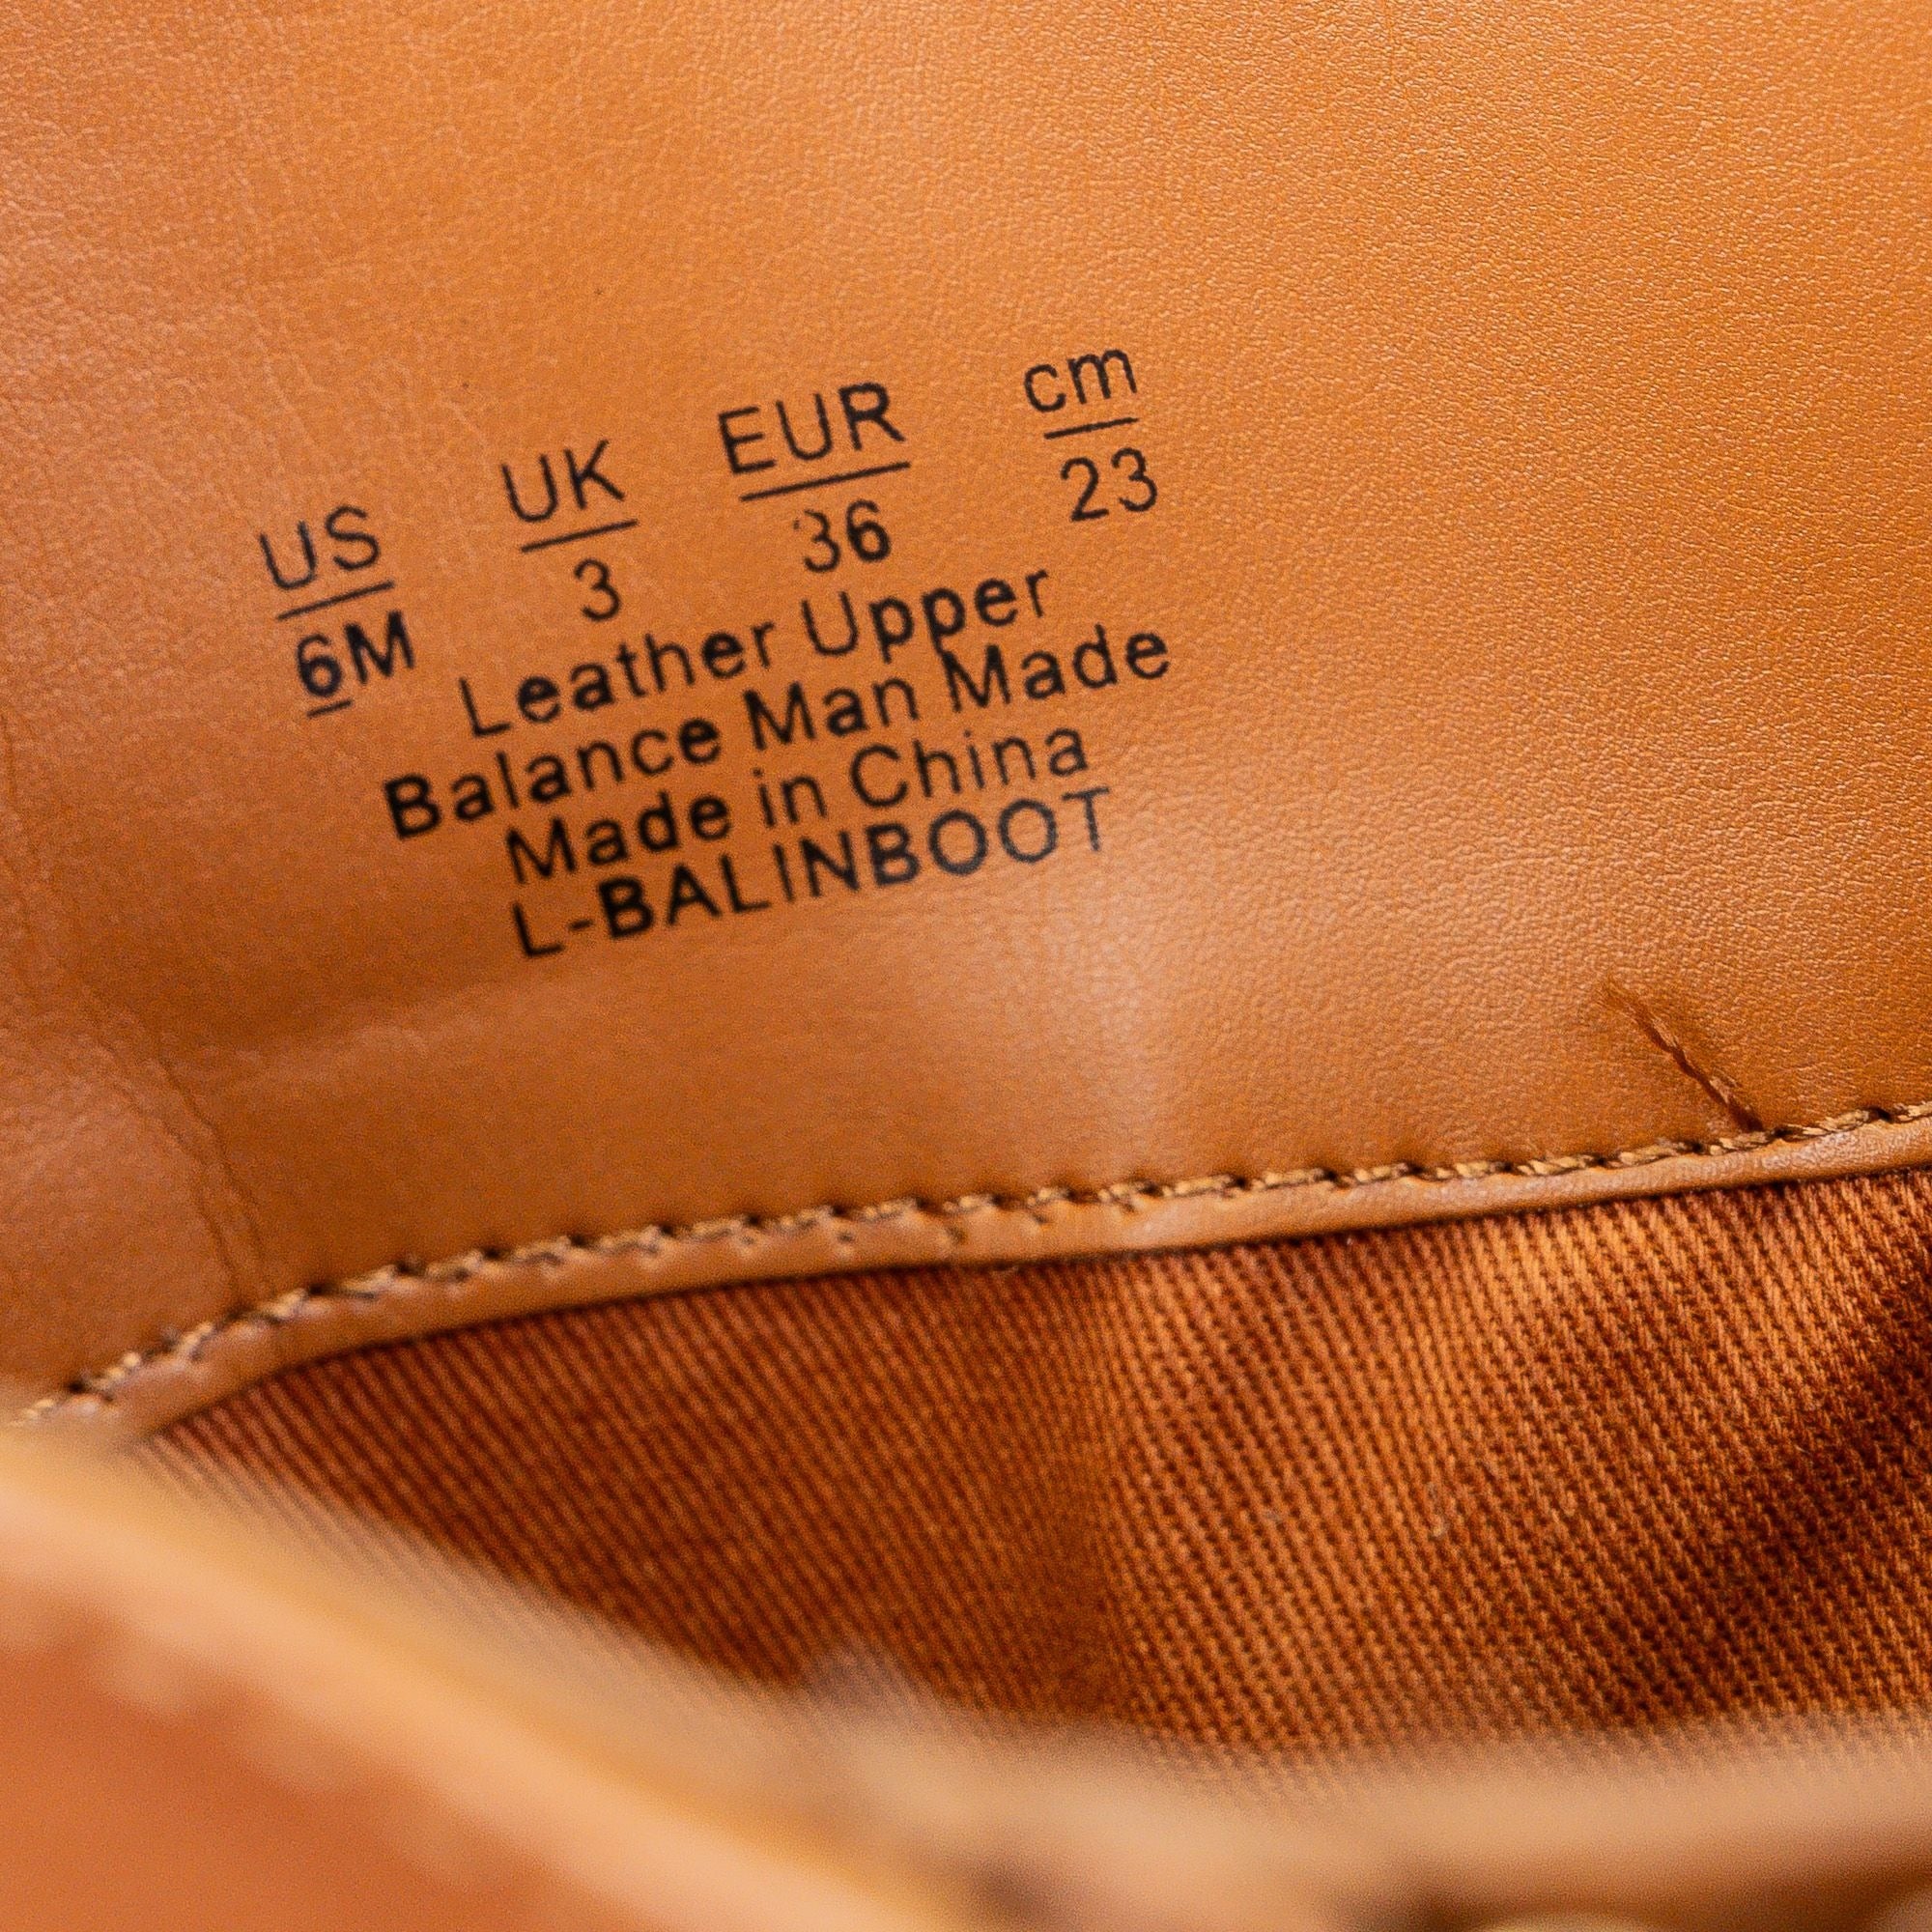 US UK EUR cm
6M 3 36 23
Leather Upper
Balance Man Made
Made in China
L-BALINBOOT